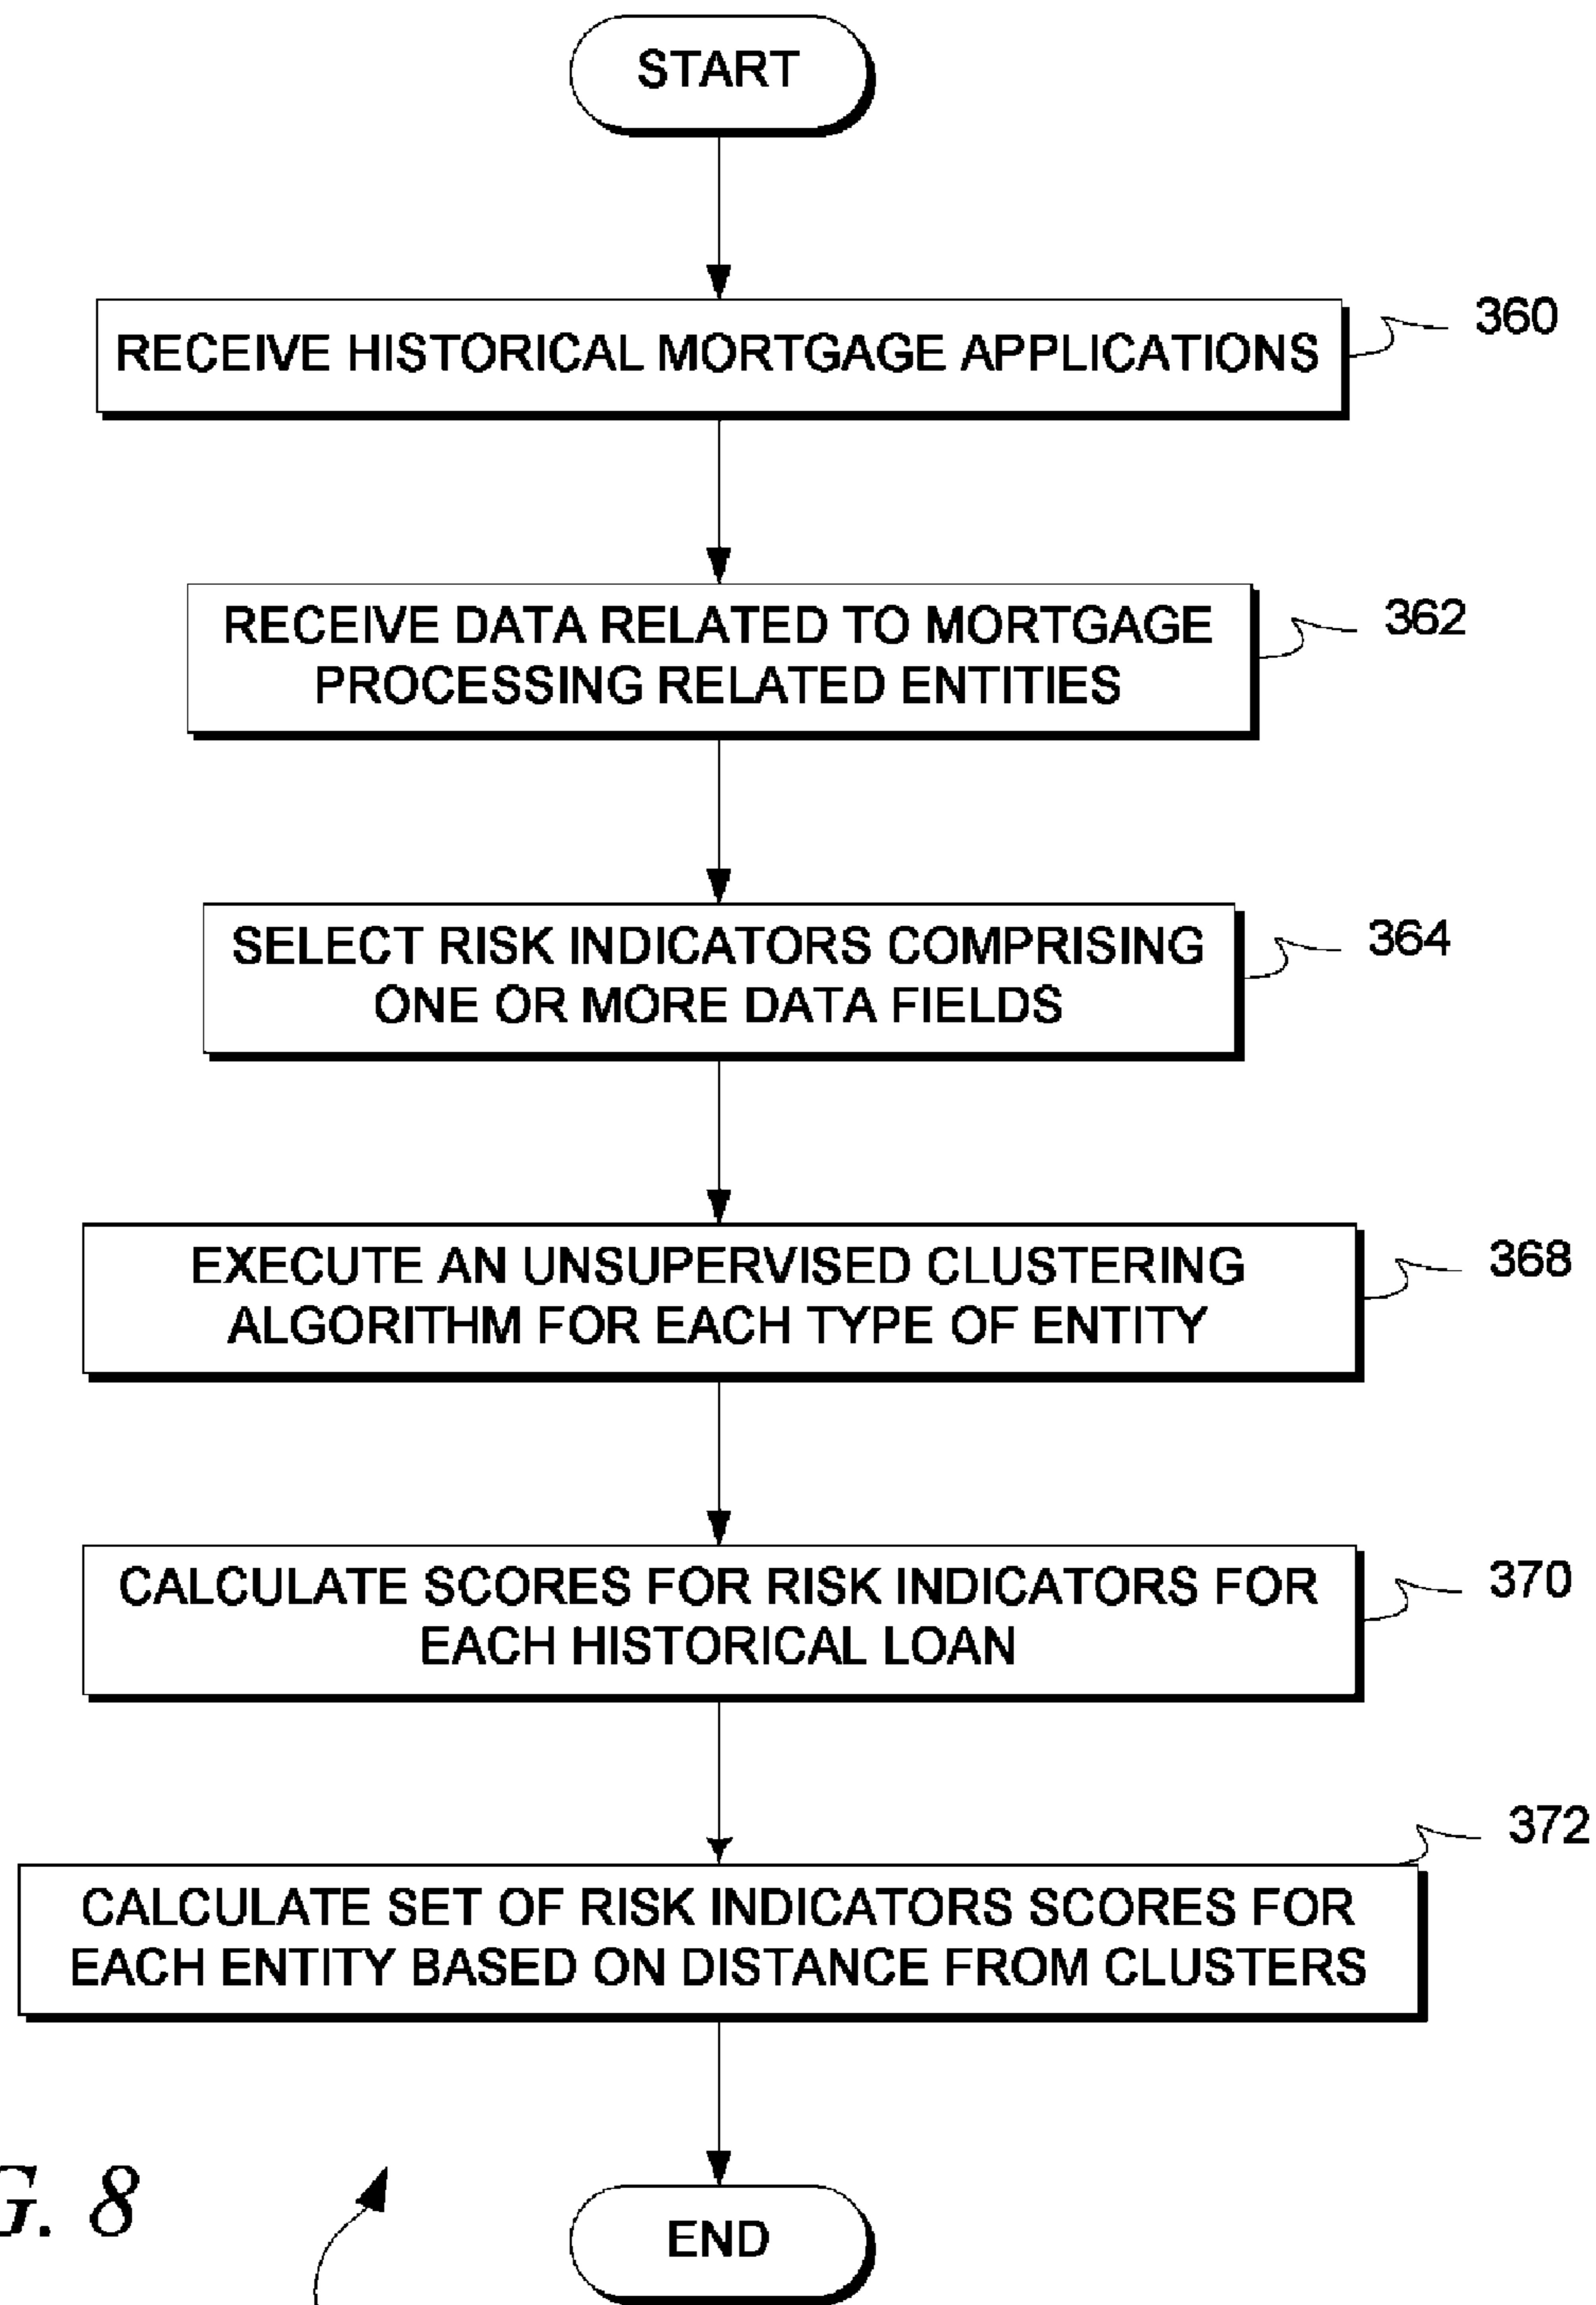 START
RECEIVE HISTORICAL MORTGAGE APPLICATIONS
360
RECEIVE DATA RELATED TO MORTGAGE
PROCESSING RELATED ENTITIES
362
SELECT RISK INDICATORS COMPRISING
ONE OR MORE DATA FIELDS
364
EXECUTE AN UNSUPERVISED CLUSTERING
ALGORITHM FOR EACH TYPE OF ENTITY
368
CALCULATE SCORES FOR RISK INDICATORS FOR
EACH HISTORICAL LOAN
370
372
CALCULATE SET OF RISK INDICATORS SCORES FOR
EACH ENTITY BASED ON DISTANCE FROM CLUSTERS
G. 8
END